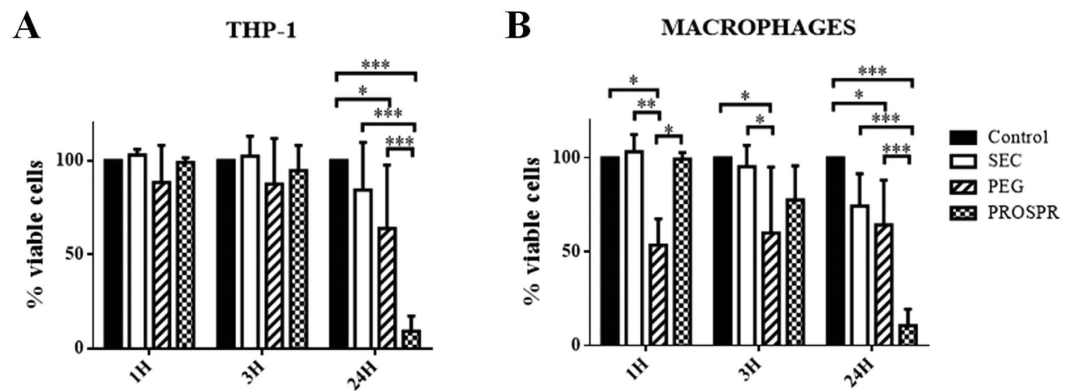 A
THP-1
% viable cells
100
50
0
1H
3H
24H
***
*
***
***
B
MACROPHAGES
% viable cells
100
50
0
1H
3H
24H
*
**
*
*
*
***
*
***
***
Control
SEC
PEG
PROSPR